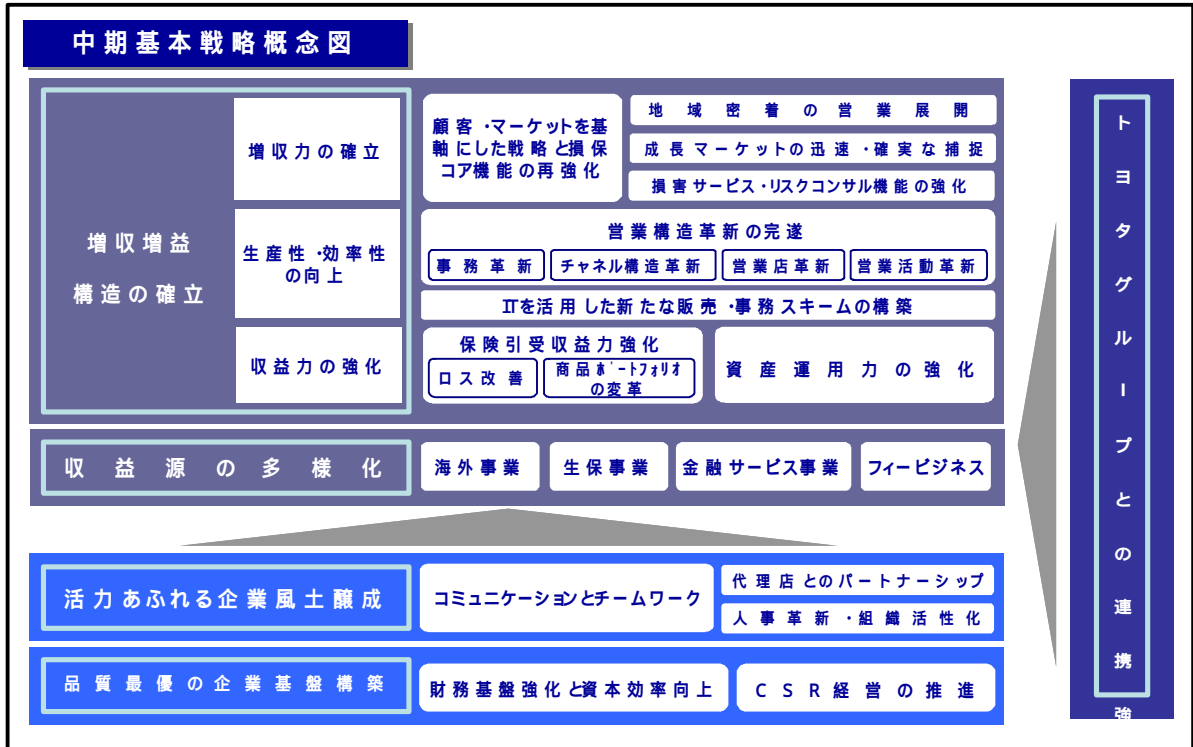 中期基本戦略概念図
増収増益
構造の確立
増収力の確立
顧客・マーケットを基
軸にした戦略と損保
コア機能の再強化
地域密着の営業展開
成長マーケットの迅速・確実な捕捉
損害サービス・リスクコンサル機能の強化
生産性・効率性
の向上
営業構造革新の完遂
事務革新
チャネル構造革新
営業店革新
営業活動革新
ITを活用した新たな販売・事務スキームの構築
収益力の強化
保険引受収益力強化
ロス改善
商品ポートフォリオ
の変革
資産運用力の強化
収益源の多様化
海外事業
生保事業
金融サービス事業
フィービジネス
活力あふれる企業風土醸成
コミュニケーションとチームワーク
代理店とのパートナーシップ
人事革新・組織活性化
品質最優の企業基盤構築
財務基盤強化と資本効率向上
CSR経営の推進
トヨタグループとの連携強